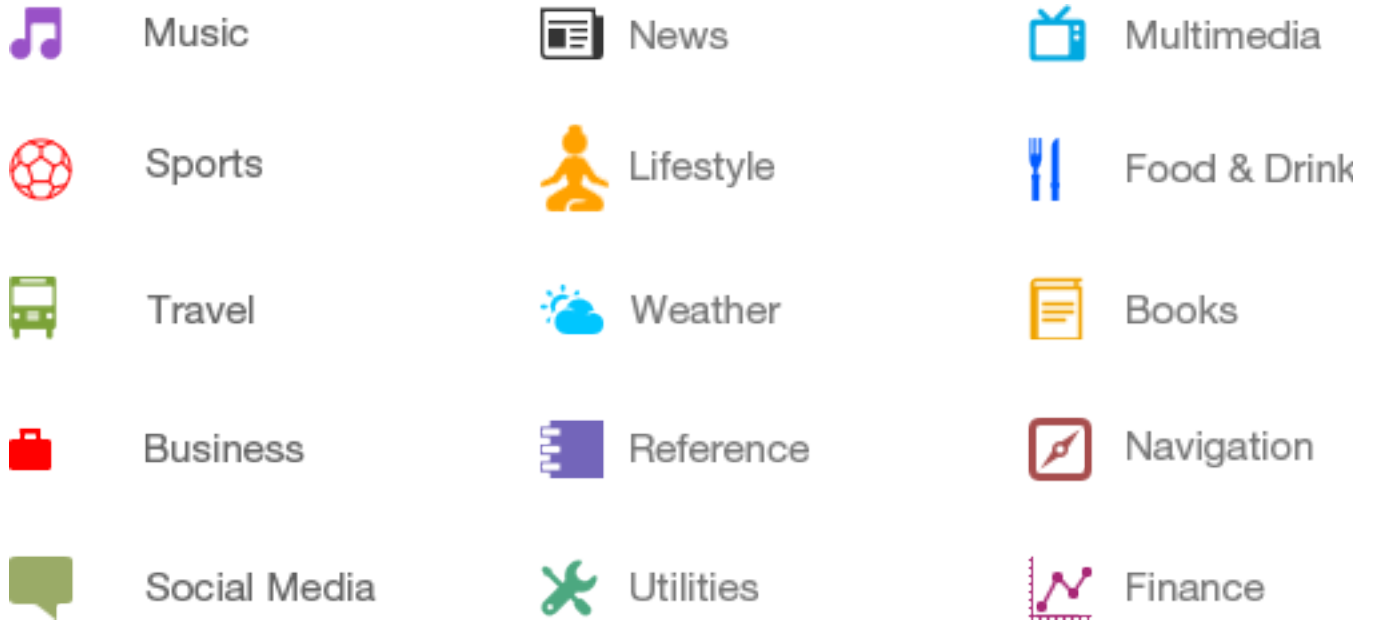 Music
News
Multimedia
Sports
Lifestyle
Food & Drink
Travel
Weather
Books
Business
Reference
Navigation
Social Media
Utilities
Finance